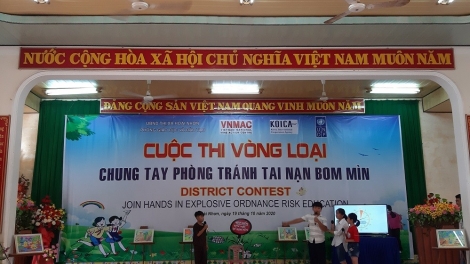 NƯỚC CỘNG HÒA XÃ HỘI CHỦ NGHĨA VIỆT NAM MUÔN NĂM
ĐẢNG CỘNG SẢN VIỆT NAM QUANG VINH MUÔN NĂM
VNMAC
KOICA
CUỘC THI VÒNG LOẠI
CHUNG TAY PHÒNG TRÁNH TAI NẠN BOM MÌN
DISTRICT CONTEST
JOIN HANDS IN EXPLOSIVE ORDNANCE RISK EDUCATION